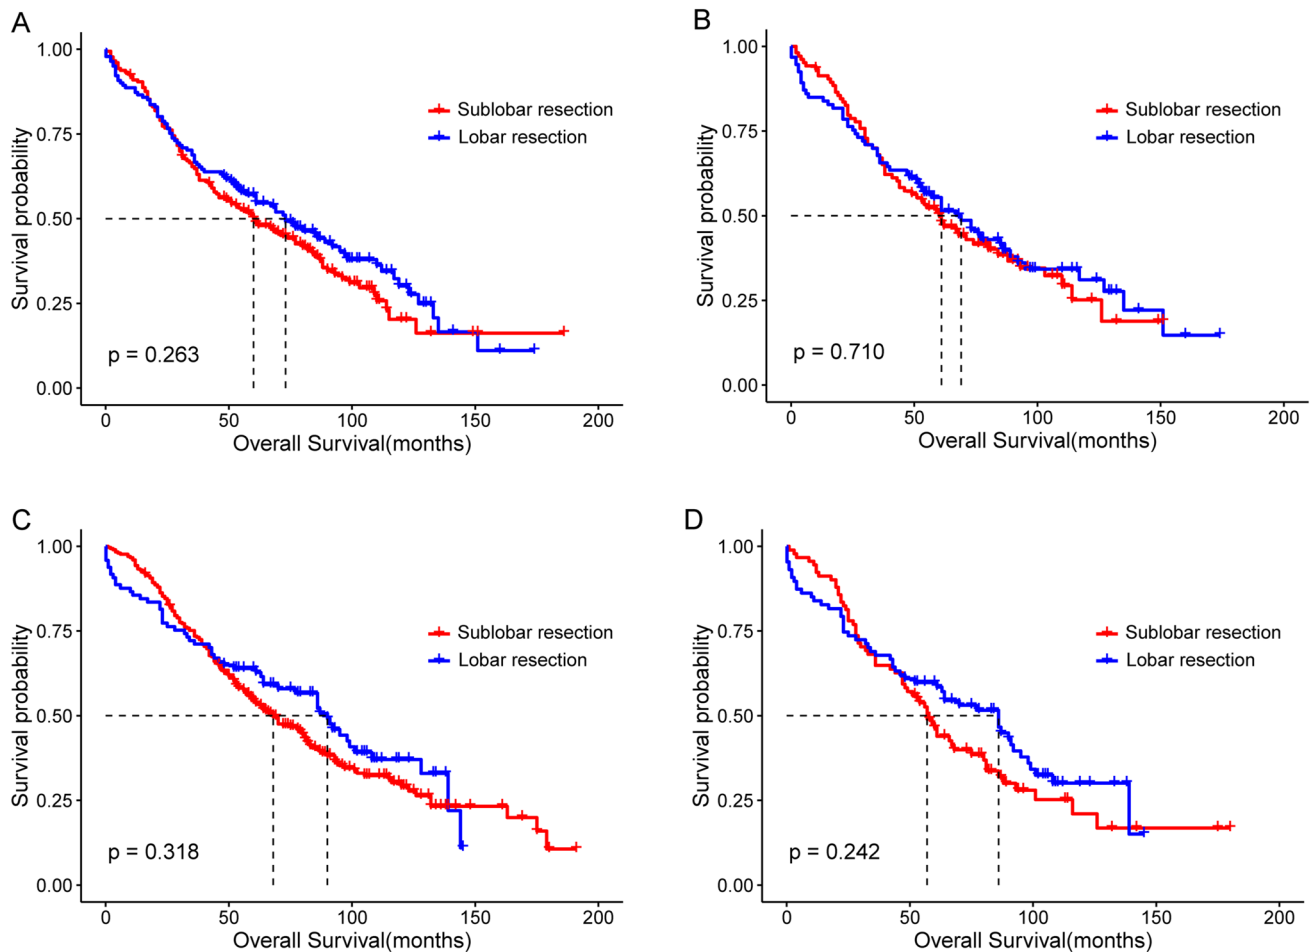 A
1.00
0.75
0.50
0.25
0.00
Survival probability
Sublobar resection
Lobar resection
p = 0.263
0 50 100 150 200
Overall Survival(months)
B
1.00
0.75
0.50
0.25
0.00
Survival probability
Sublobar resection
Lobar resection
p = 0.710
0 50 100 150 200
Overall Survival(months)
C
1.00
0.75
0.50
0.25
0.00
Survival probability
Sublobar resection
Lobar resection
p = 0.318
0 50 100 150 200
Overall Survival(months)
D
1.00
0.75
0.50
0.25
0.00
Survival probability
Sublobar resection
Lobar resection
p = 0.242
0 50 100 150 200
Overall Survival(months)